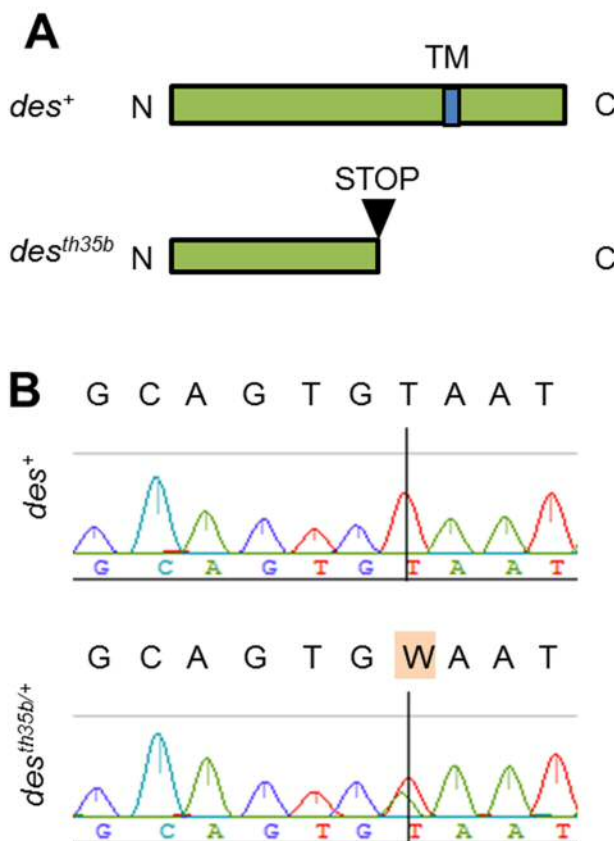 A
TM
des+ N C
STOP
desth35b N C
B
G C A G T G T A A T
des+
G C A G T G T A A T
G C A G T G W A A T
desth35b/+
G C A G T G T A A T